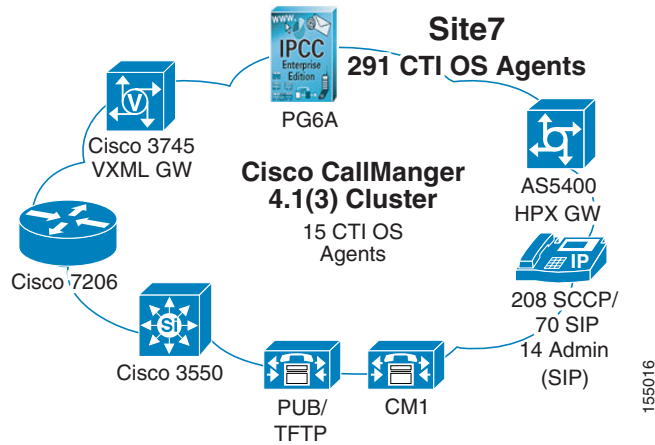 Site7
291 CTI OS Agents
WWW.
IPCC
Enterprise
Edition
PG6A
V
Cisco 3745
VXML GW
Cisco CallManger
4.1(3) Cluster
15 CTI OS
Agents
AS5400
HPX GW
Cisco 7206
IP
208 SCCP/
70 SIP
14 Admin
(SIP)
Si
Cisco 3550
PUB/
TFTP
CM1
155016